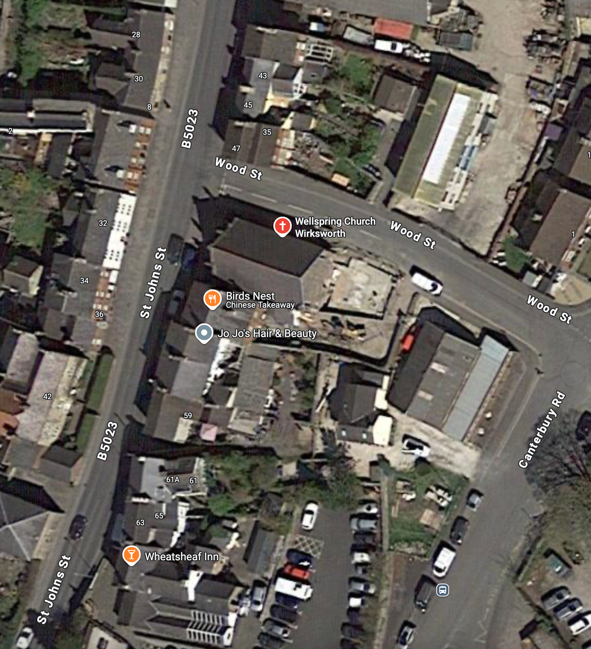 28
30
8
2
43
45
35
47
B5023
Wood St
Wellspring Church
Wirksworth
Wood St
1
1
32
34
36
St Johns St
Birds Nest
Chinese Takeaway
Jo Jo's Hair & Beauty
Wood St
42
59
B5023
Canterbury Rd
61A
61
65
63
Wheatsheaf Inn
St Johns St